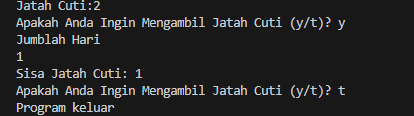 Jatah Cuti:2
Apakah Anda Ingin Mengambil Jatah Cuti (y/t)? y
Jumblah Hari
1
Sisa Jatah Cuti: 1
Apakah Anda Ingin Mengambil Jatah Cuti (y/t)? t
Program keluar